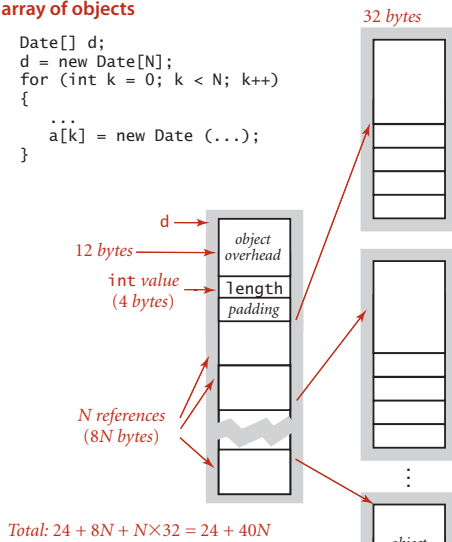 array of objects
32 bytes
Date[] d;
d = new Date[N];
for (int k = 0; k < N; k++)
{
...
a[k] = new Date (...);
}
d
object
overhead
12 bytes
int value
(4 bytes)
length
padding
N references
(8N bytes)
Total: 24 + 8N + N×32 = 24 + 40N